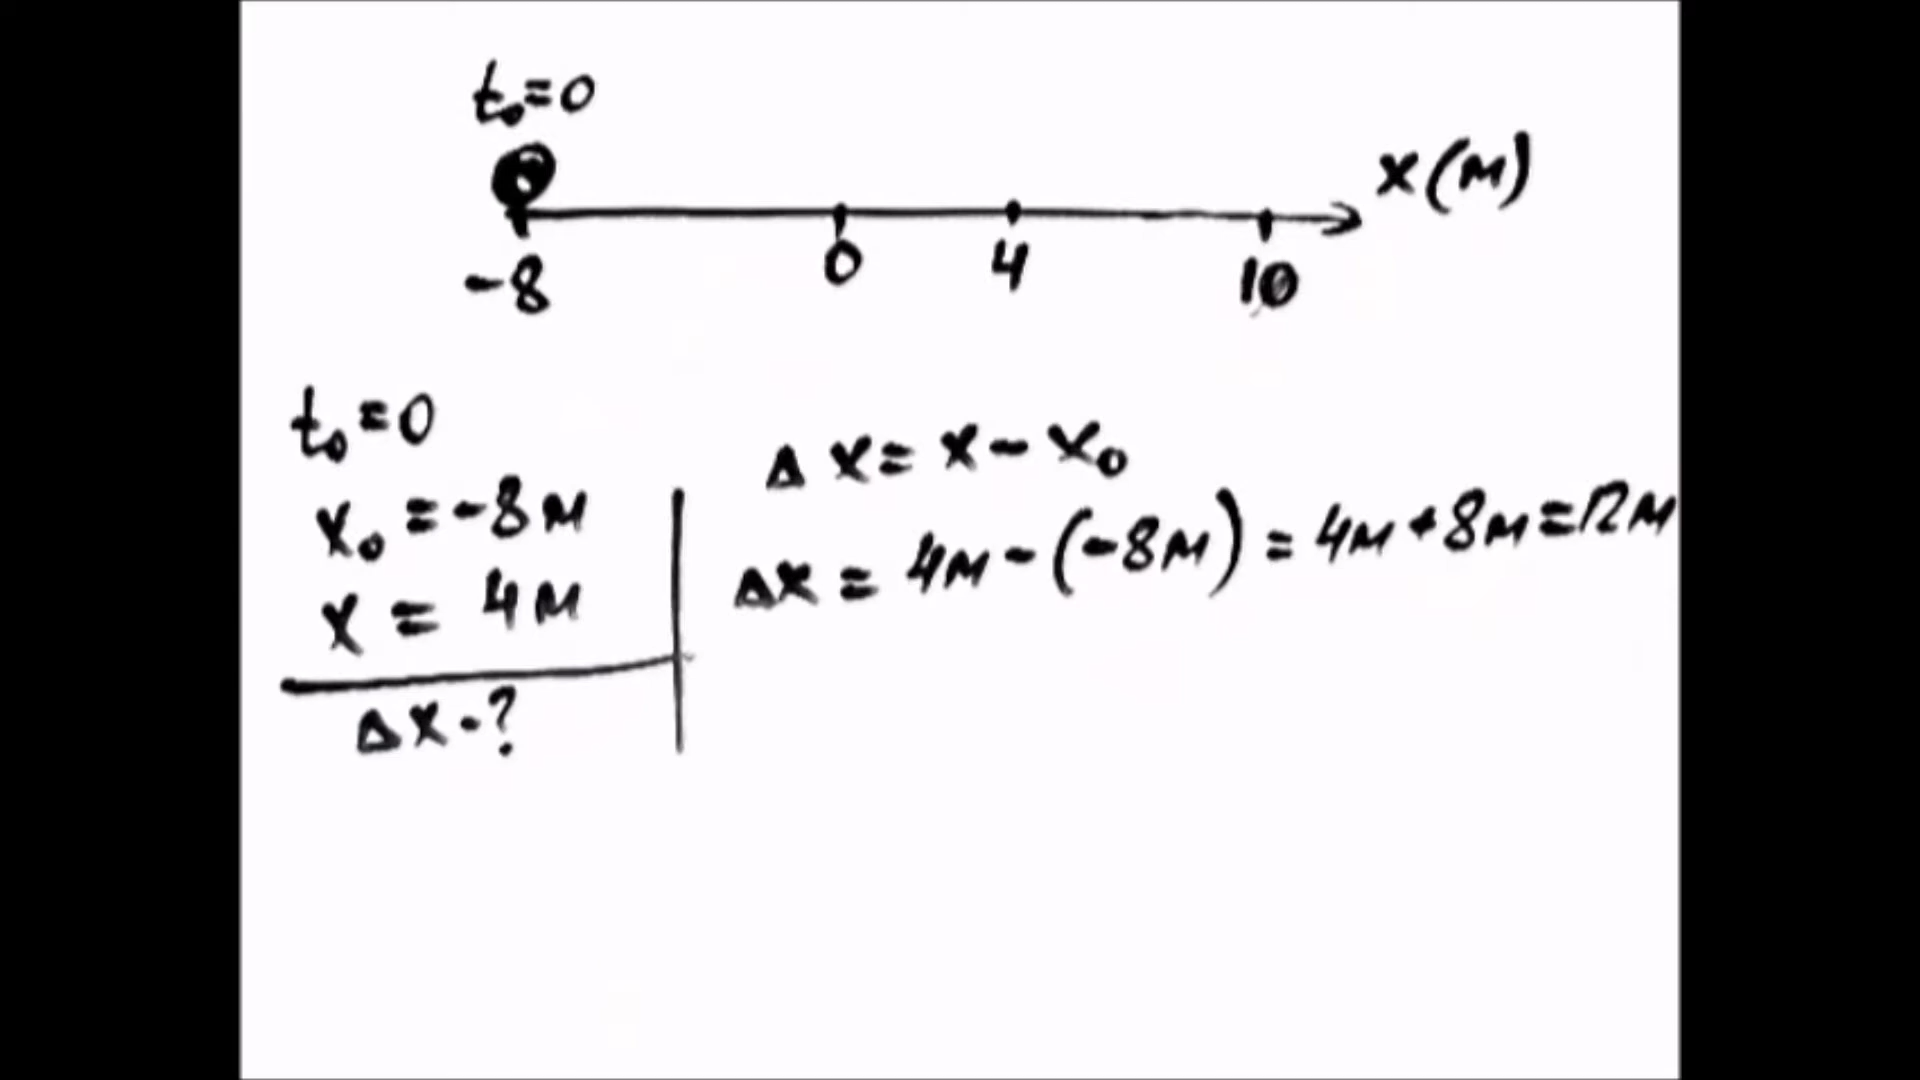 t₀=0
x(м)
-8 0 4 10
t₀=0
x₀=-8м
x = 4м
Δx-?
Δx=x-x₀
Δx = 4м-(-8м)=4м+8м=12м